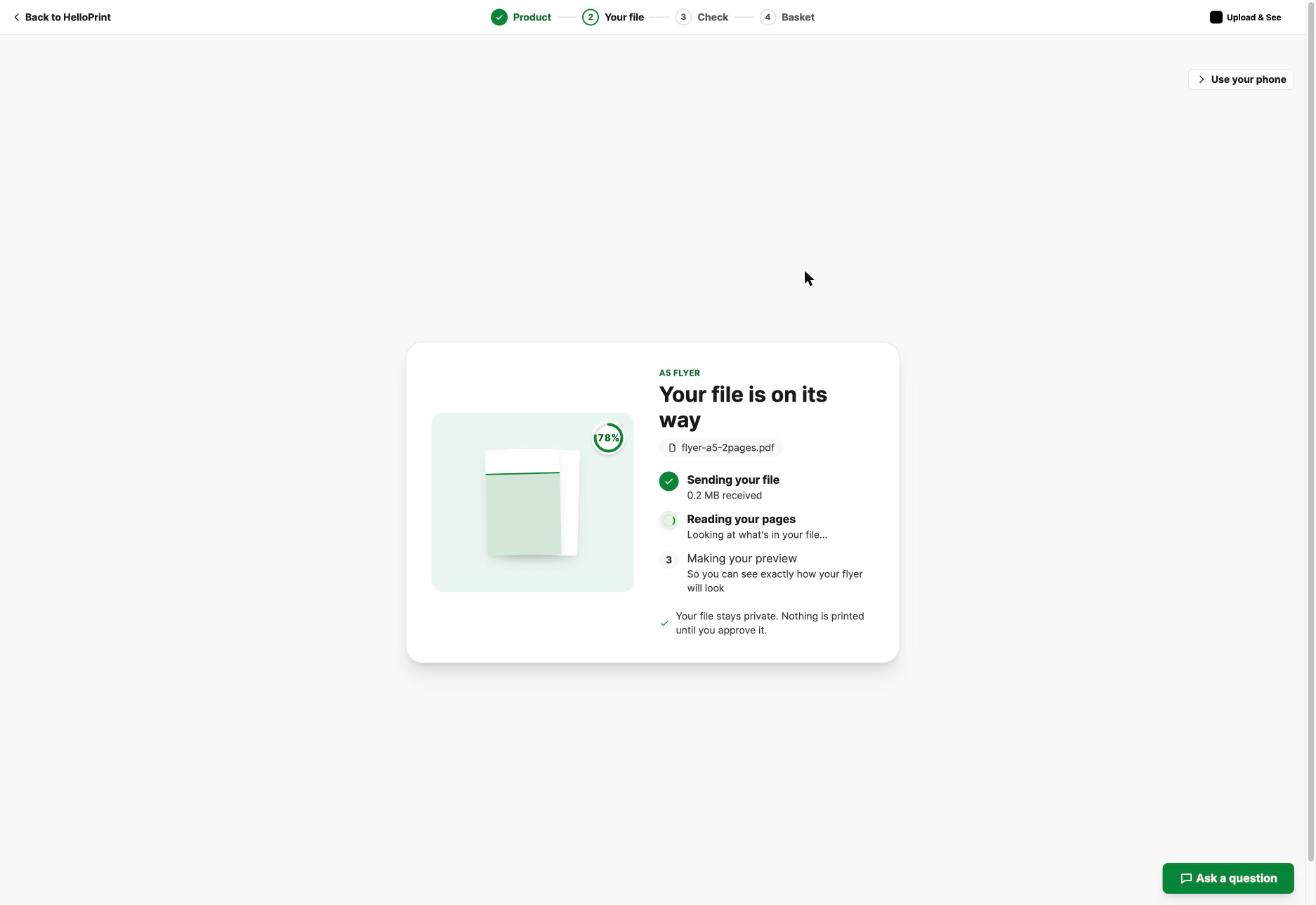 Back to HelloPrint
Product
2 Your file
3 Check
4 Basket
Upload & See
Use your phone
A5 FLYER
Your file is on its
way
flyer-a5-2pages.pdf
78%
Sending your file
0.2 MB received
Reading your pages
Looking at what's in your file...
3 Making your preview
So you can see exactly how your flyer
will look
Your file stays private. Nothing is printed
until you approve it.
Ask a question